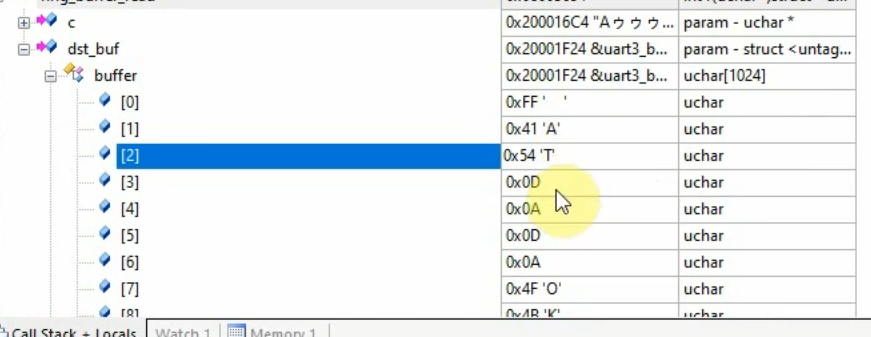 c 0x200016C4 "Aゥゥゥ... param - uchar *
dst_buf 0x20001F24 &uart3_b... param - struct <untag...
buffer 0x20001F24 &uart3_b... uchar[1024]
[0] 0xFF ' ' uchar
[1] 0x41 'A' uchar
[2] 0x54 'T' uchar
[3] 0x0D uchar
[4] 0x0A uchar
[5] 0x0D uchar
[6] 0x0A uchar
[7] 0x4F 'O' uchar
[8] 0x4B 'K' uchar
Call Stack + Locals Watch 1 Memory 1